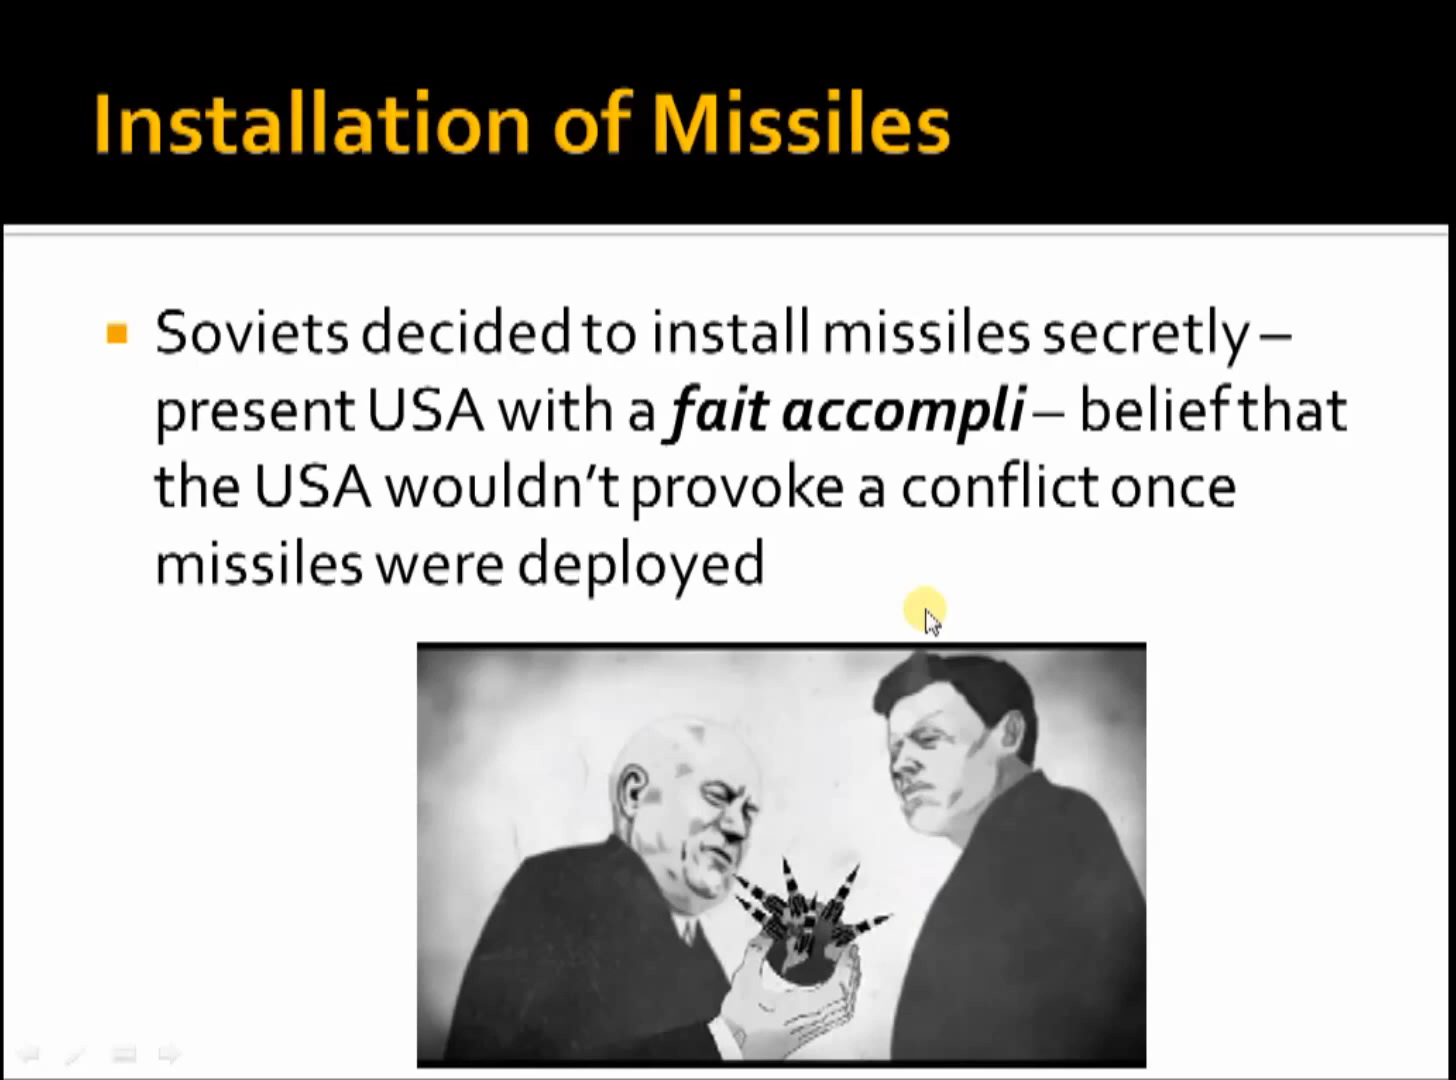 Installation of Missiles
Soviets decided to install missiles secretly –
present USA with a fait accompli – belief that
the USA wouldn’t provoke a conflict once
missiles were deployed